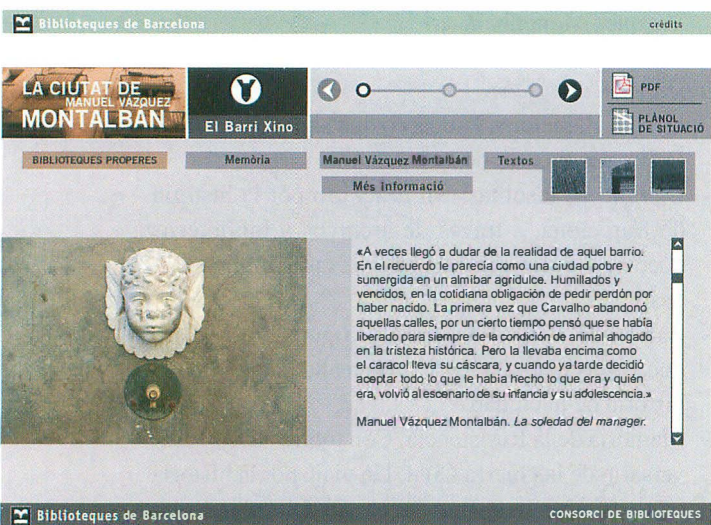 Biblioteques de Barcelona
crèdits
LA CIUTAT DE
MANUEL VÁZQUEZ
MONTALBÁN
El Barri Xino
PDF
PLÀNOL
DE SITUACIÓ
BIBLIOTEQUES PROPERES
Memòria
Manuel Vázquez Montalbán
Textos
Més Informació
«A veces llegó a dudar de la realidad de aquel barrio.
En el recuerdo le parecía como una ciudad pobre y
sumergida en un almíbar agridulce. Humillados y
vencidos, en la cotidiana obligación de pedir perdón por
haber nacido. La primera vez que Carvalho abandonó
aquellas calles, por un cierto tiempo pensó que se había
liberado para siempre de la condición de animal ahogado
en la tristeza histórica. Pero la llevaba encima como
el caracol lleva su cáscara, y cuando ya tarde decidió
aceptar todo lo que le había hecho lo que era y quién
era, volvió al escenario de su infancia y su adolescencia.»
Manuel Vázquez Montalbán. La soledad del manager.
Biblioteques de Barcelona
CONSORCI DE BIBLIOTEQUES